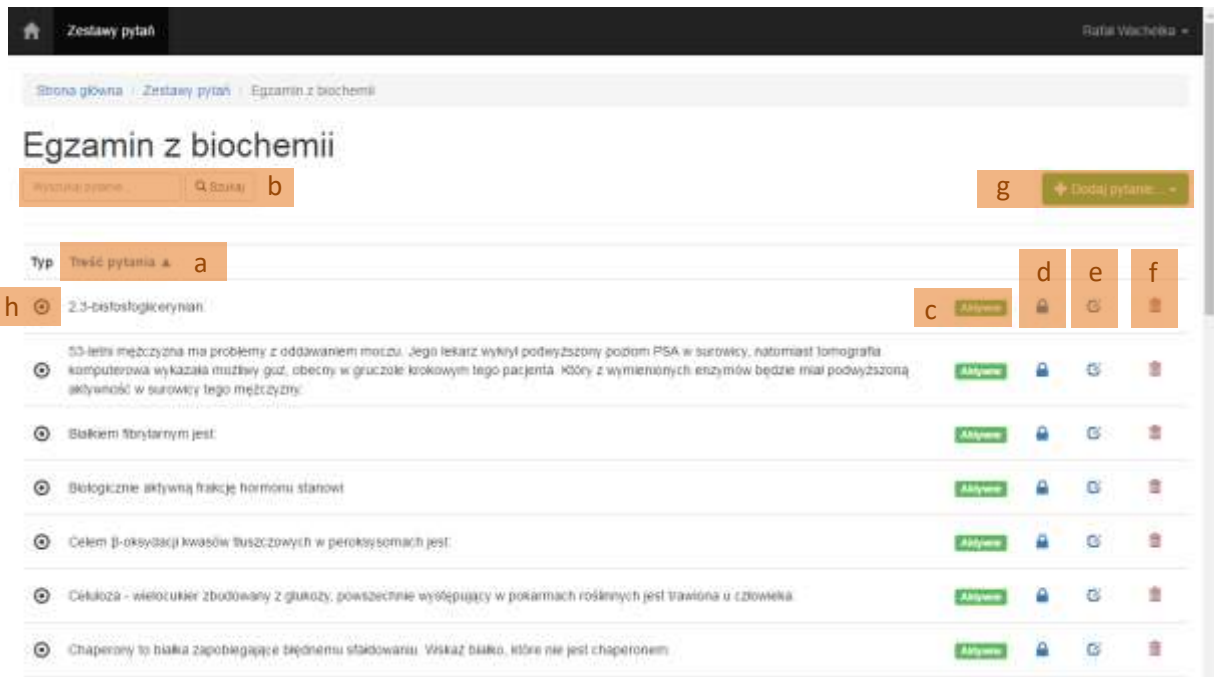 Zestawy pytań
Rafał Wachelka
Strona główna / Zestawy pytań / Egzamin z biochemii
Egzamin z biochemii
Wyszukaj pytanie... Szukaj b
g Dodaj pytanie...
Typ Treść pytania a
d e f
h 2.3-bisfosfoglicerynian: c Aktywne
53-letni mężczyzna ma problemy z oddawaniem moczu. Jego lekarz wykrył podwyższony poziom PSA w surowicy, natomiast tomografia
komputerowa wykazała możliwy guz, obecny w gruczole krokowym tego pacjenta. Który z wymienionych enzymów będzie miał podwyższoną
aktywność w surowicy tego mężczyzny:
Aktywne
Białkiem fibrylarnym jest: Aktywne
Biologicznie aktywną frakcję hormonu stanowi: Aktywne
Celem β-oksydacji kwasów tłuszczowych w peroksysomach jest: Aktywne
Celuloza - wielocukier zbudowany z glukozy, powszechnie występujący w pokarmach roślinnych jest trawiona u człowieka: Aktywne
Chaperony to białka zapobiegające błędnemu sfałdowaniu. Wskaż białko, które nie jest chaperonem: Aktywne